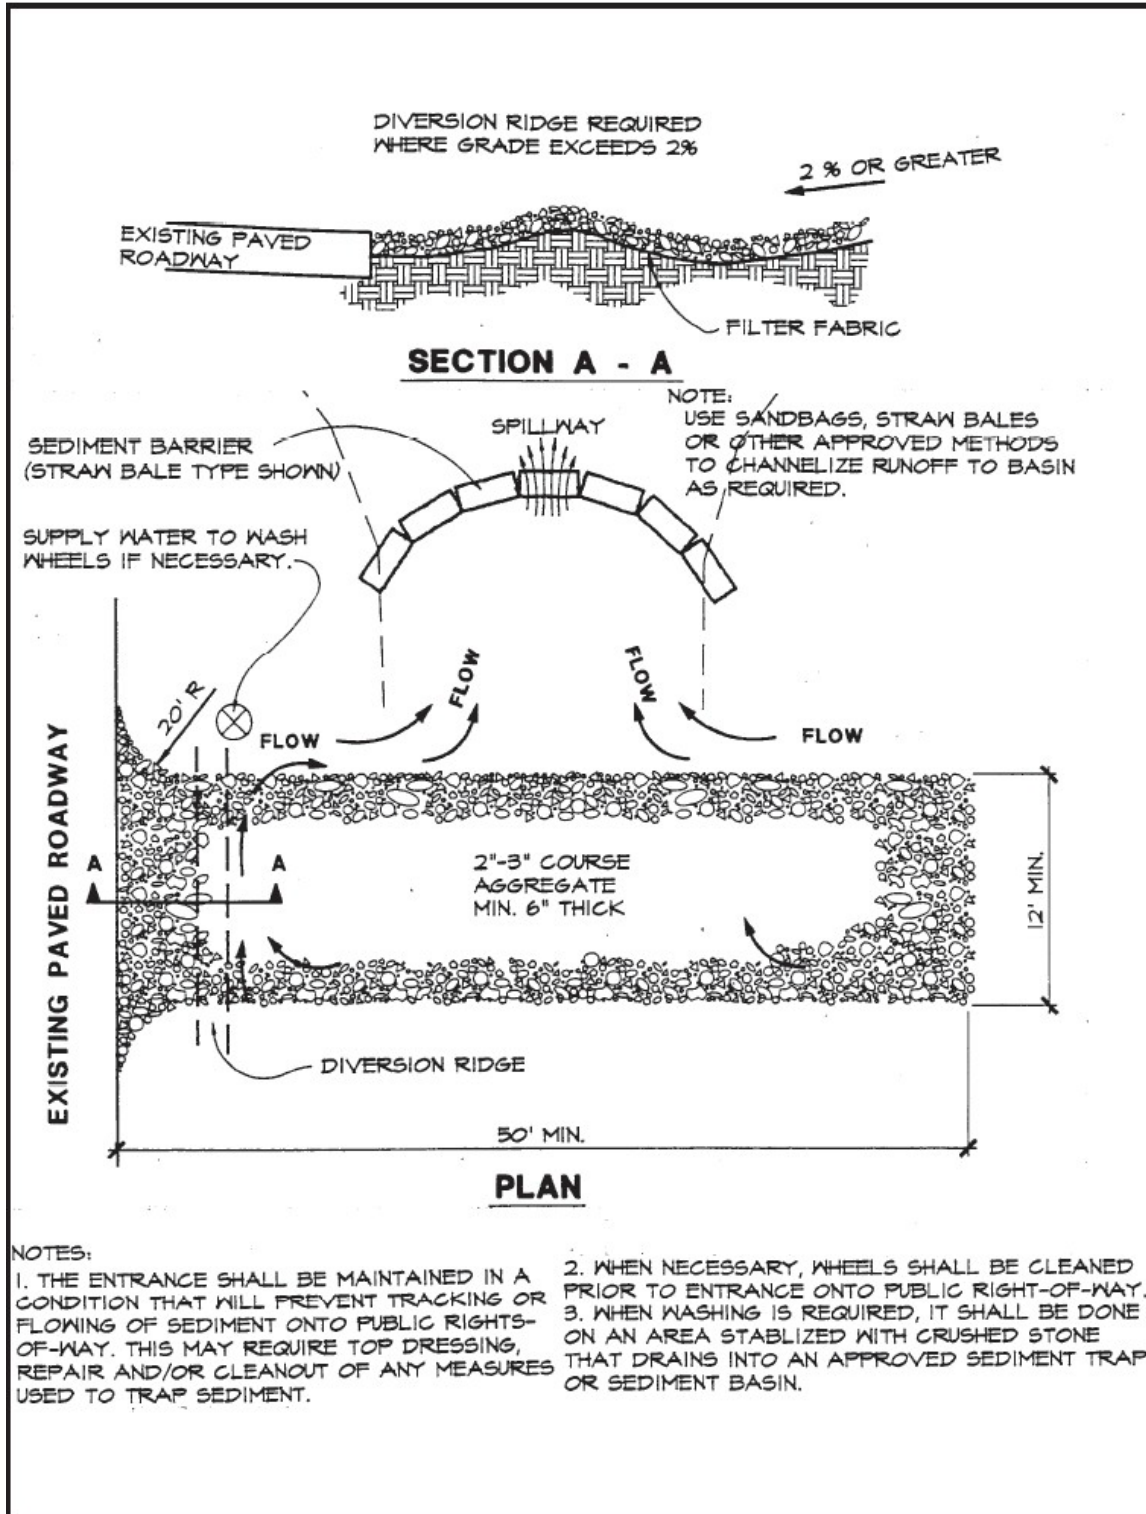 DIVERSION RIDGE REQUIRED
WHERE GRADE EXCEEDS 2%
2 % OR GREATER
EXISTING PAVED
ROADWAY
FILTER FABRIC
SECTION A - A
NOTE:
USE SANDBAGS, STRAW BALES
OR OTHER APPROVED METHODS
TO CHANNELIZE RUNOFF TO BASIN
AS REQUIRED.
SPILLWAY
SEDIMENT BARRIER
(STRAW BALE TYPE SHOWN)
SUPPLY WATER TO WASH
WHEELS IF NECESSARY.
20' R
FLOW
FLOW
FLOW
FLOW
EXISTING PAVED ROADWAY
A
A
2"-3" COURSE
AGGREGATE
MIN. 6" THICK
12' MIN.
DIVERSION RIDGE
50' MIN.
PLAN
NOTES:
1. THE ENTRANCE SHALL BE MAINTAINED IN A
CONDITION THAT WILL PREVENT TRACKING OR
FLOWING OF SEDIMENT ONTO PUBLIC RIGHTS-
OF-WAY. THIS MAY REQUIRE TOP DRESSING,
REPAIR AND/OR CLEANOUT OF ANY MEASURES
USED TO TRAP SEDIMENT.
2. WHEN NECESSARY, WHEELS SHALL BE CLEANED
PRIOR TO ENTRANCE ONTO PUBLIC RIGHT-OF-WAY.
3. WHEN WASHING IS REQUIRED, IT SHALL BE DONE
ON AN AREA STABLIZED WITH CRUSHED STONE
THAT DRAINS INTO AN APPROVED SEDIMENT TRAP
OR SEDIMENT BASIN.